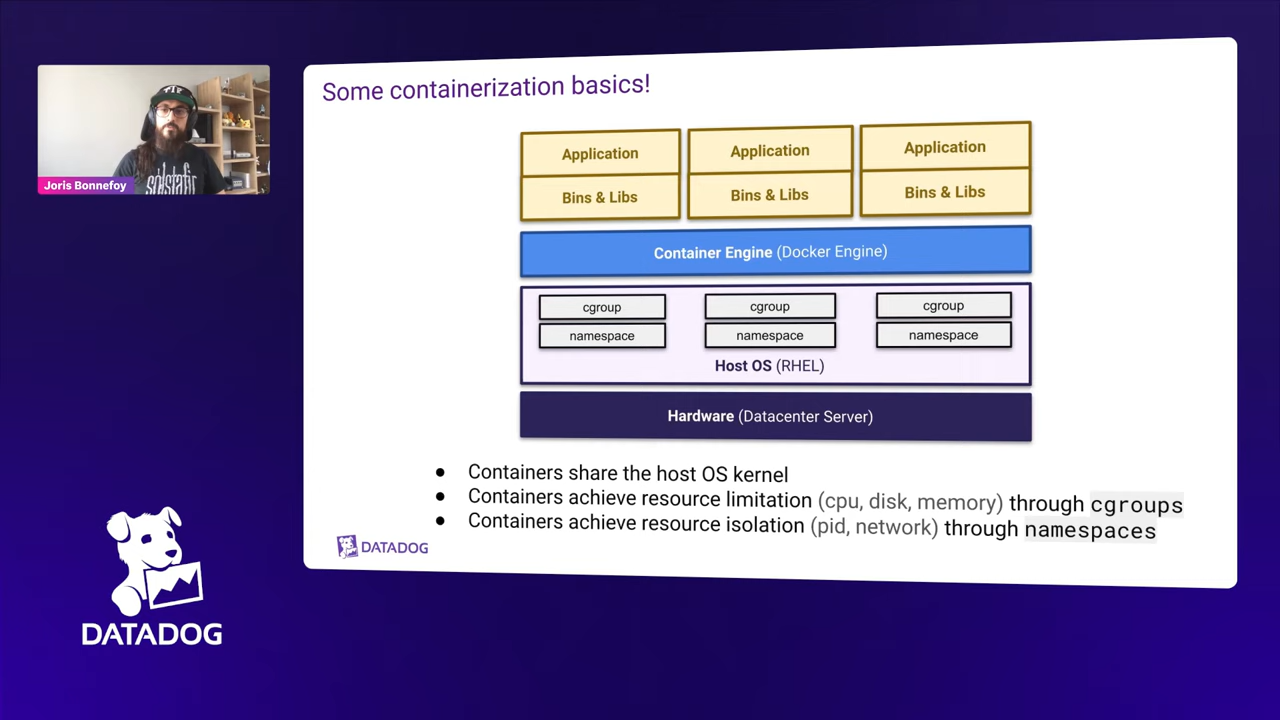 Some containerization basics!
Application
Application
Application
Bins & Libs
Bins & Libs
Bins & Libs
Container Engine (Docker Engine)
cgroup
cgroup
cgroup
namespace
namespace
namespace
Host OS (RHEL)
Hardware (Datacenter Server)
● Containers share the host OS kernel
● Containers achieve resource limitation (cpu, disk, memory) through cgroups
● Containers achieve resource isolation (pid, network) through namespaces
DATADOG
Joris Bonnefoy
DATADOG